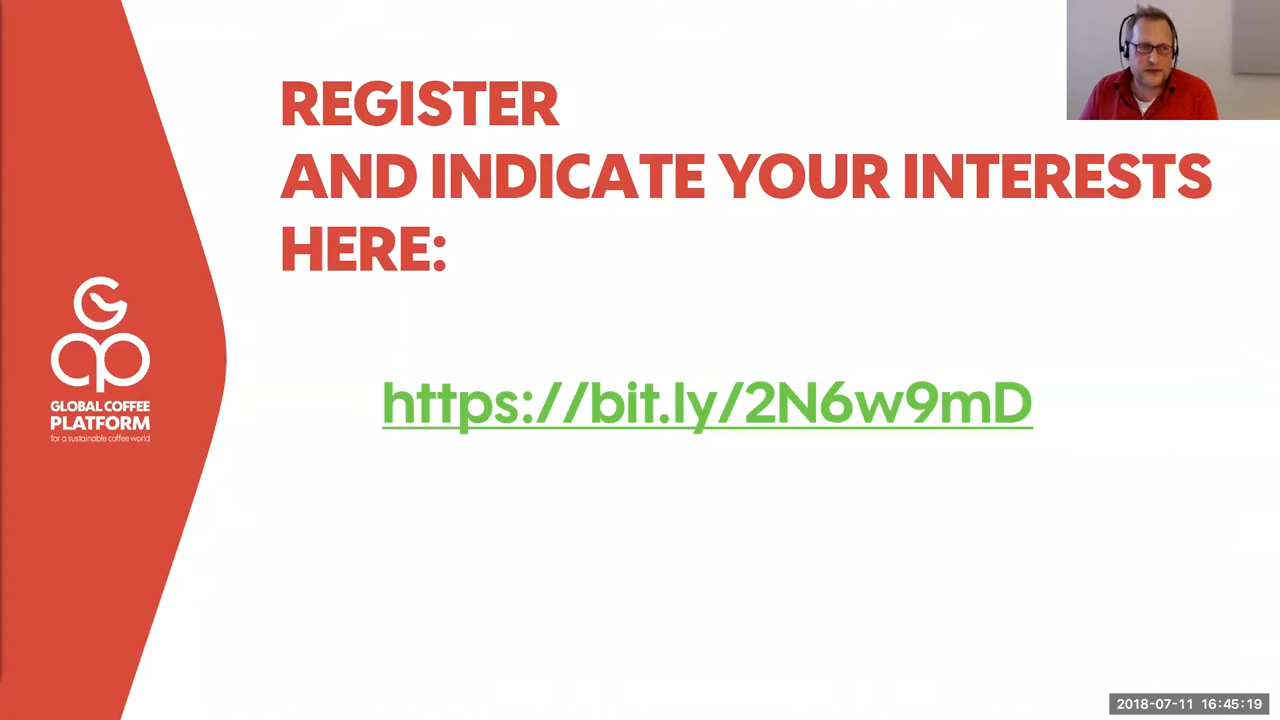 REGISTER
AND INDICATE YOUR INTERESTS
HERE:
https://bit.ly/2N6w9mD
GCP
GLOBAL COFFEE
PLATFORM
for a sustainable coffee world
2018-07-11 16:45:19